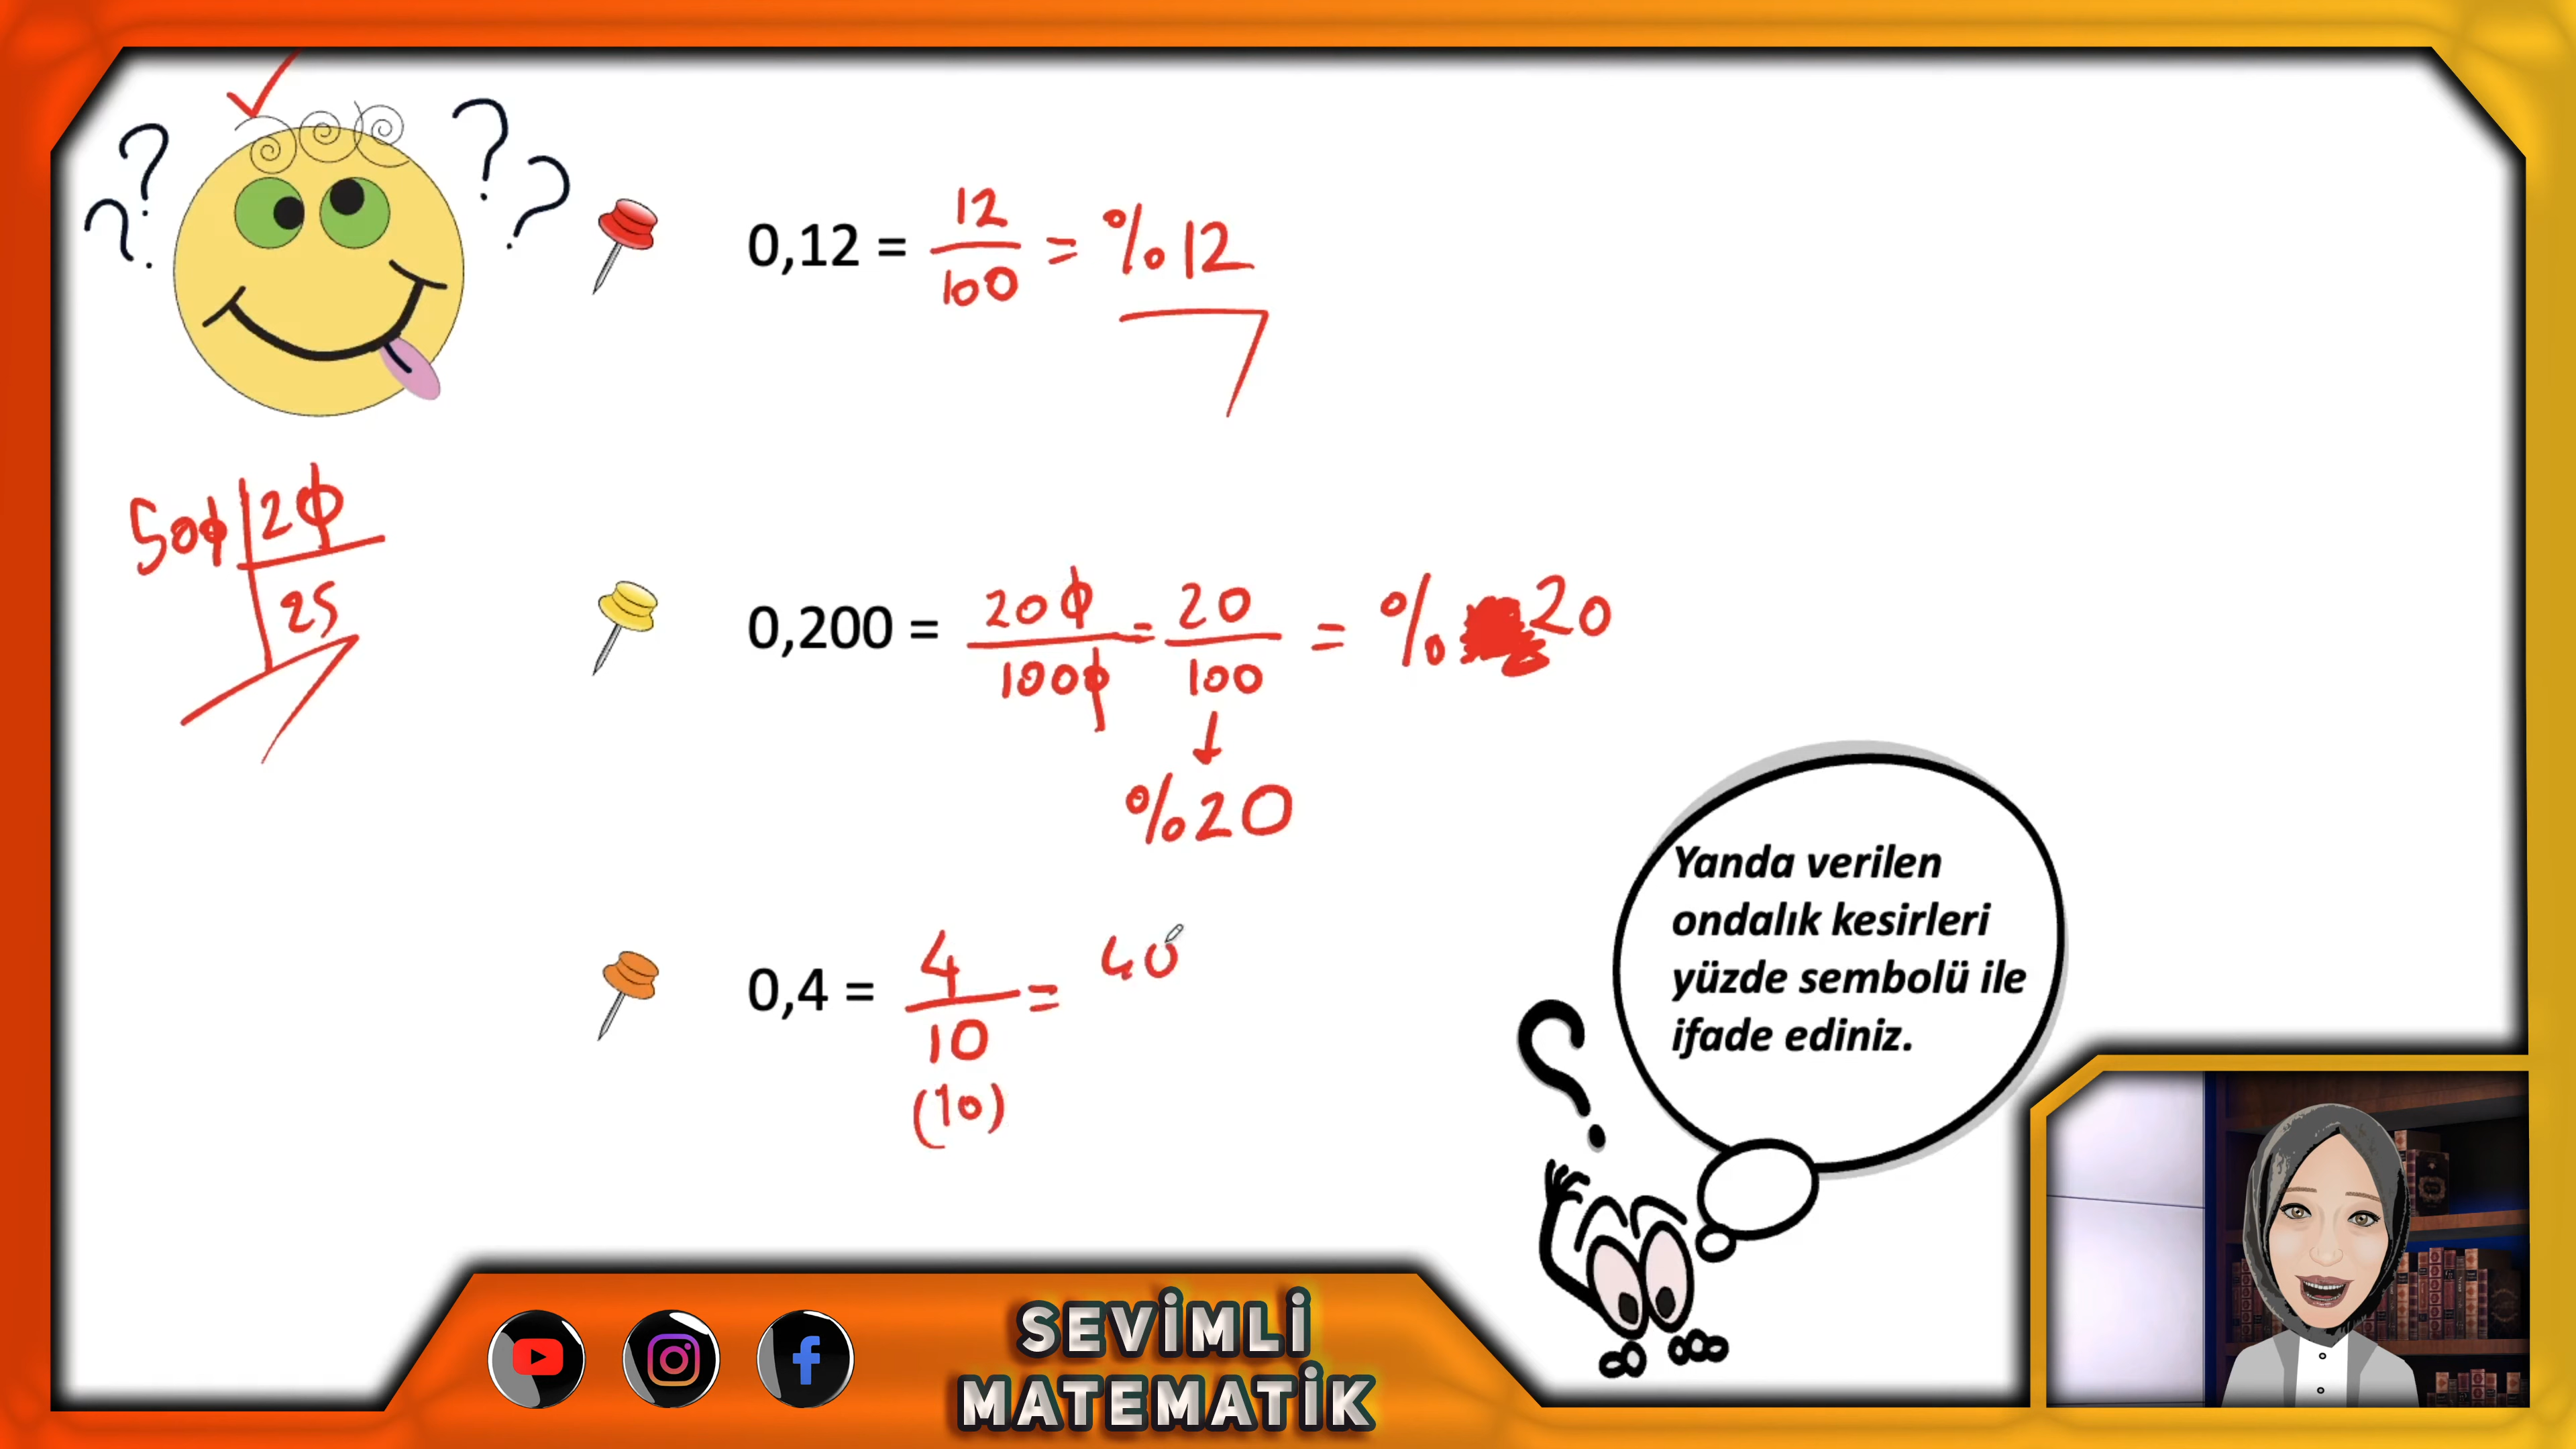 0,12 = 12/100 = %12
500 | 20
25
0,200 = 200/1000 = 20/100 = % 20
%20
0,4 = 4/10 = 40
(10)
Yanda verilen
ondalık kesirleri
yüzde sembolü ile
ifade ediniz.
SEVİMLİ
MATEMATİK